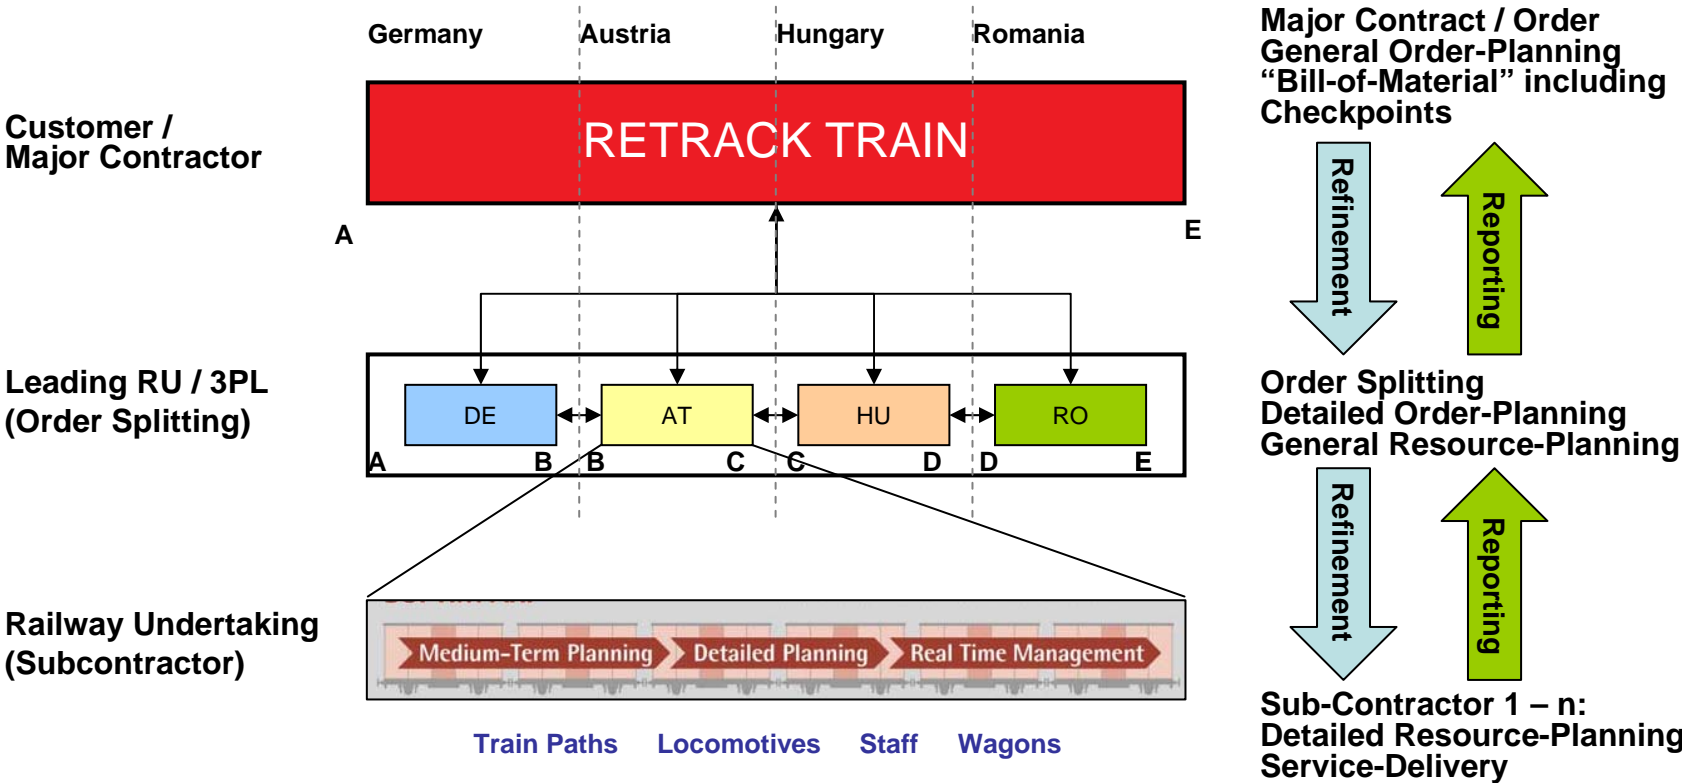 Germany
Austria
Hungary
Romania
Major Contract / Order
General Order-Planning
“Bill-of-Material” including
Checkpoints
Customer /
Major Contractor
RETRACK TRAIN
A
E
Refinement
Reporting
Leading RU / 3PL
(Order Splitting)
DE
AT
HU
RO
A
B
B
C
C
D
D
E
Order Splitting
Detailed Order-Planning
General Resource-Planning
Refinement
Reporting
Railway Undertaking
(Subcontractor)
Medium-Term Planning
Detailed Planning
Real Time Management
Train Paths
Locomotives
Staff
Wagons
Sub-Contractor 1 – n:
Detailed Resource-Planning
Service-Delivery